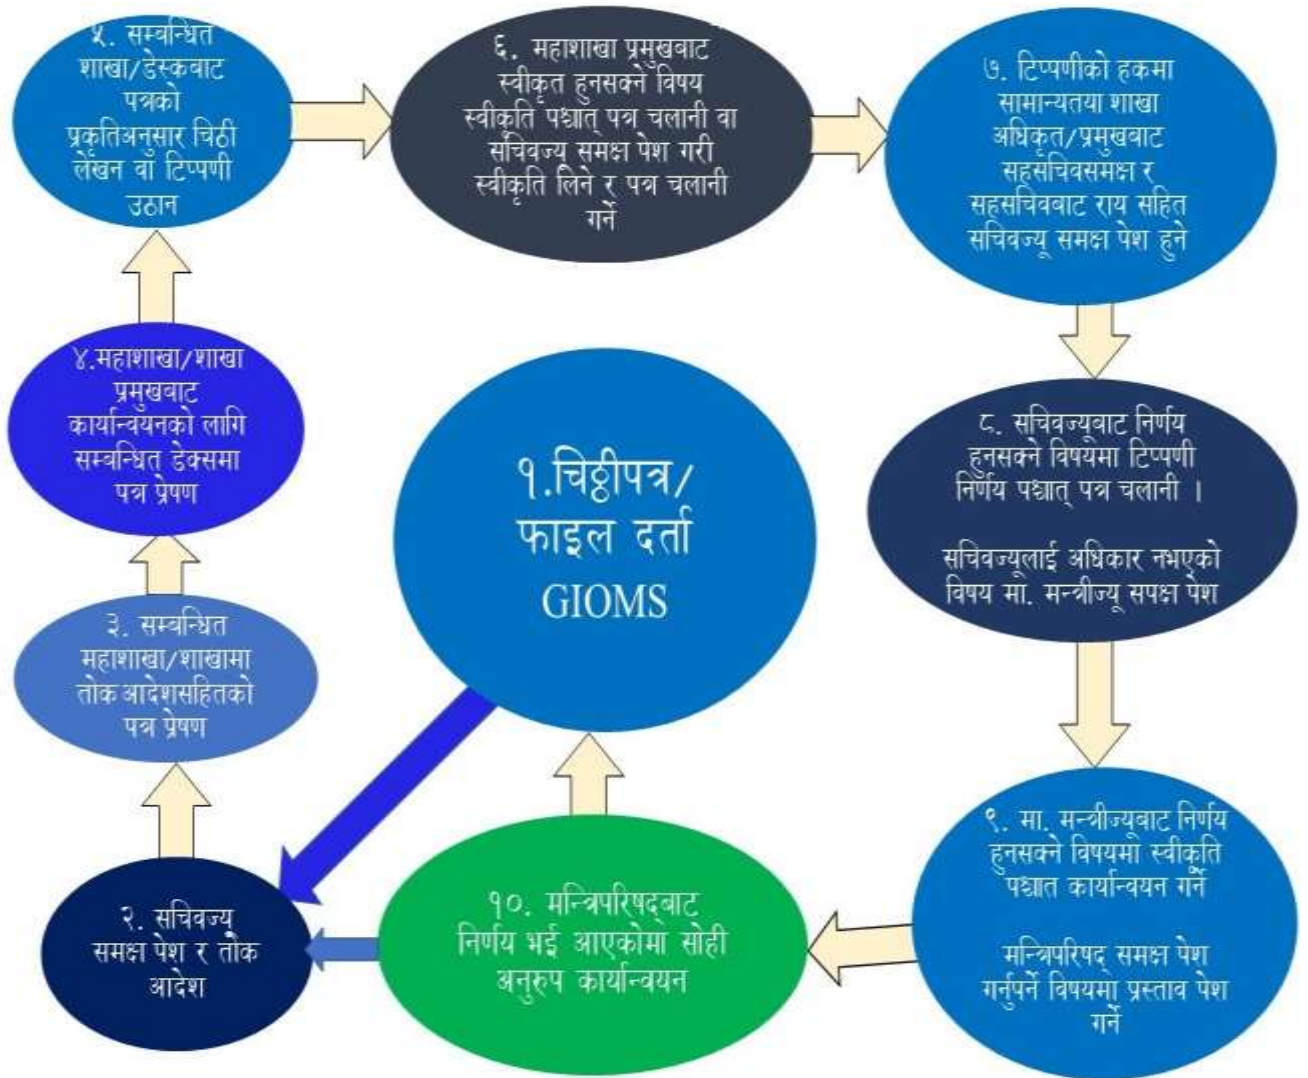 १.चिठ्ठीपत्र/
फाइल दर्ता
GIOMS
२. सचिवज्यू
समक्ष पेश र तोक
आदेश
३. सम्बन्धित
महाशाखा/शाखामा
तोक आदेशसहितको
पत्र प्रेषण
४.महाशाखा/शाखा
प्रमुखबाट
कार्यान्वयनको लागि
सम्बन्धित डेक्समा
पत्र प्रेषण
५. सम्बन्धित
शाखा/डेस्कबाट
पत्रको
प्रकृतिअनुसार चिठी
लेखन वा टिप्पणी
उठान
६. महाशाखा प्रमुखबाट
स्वीकृत हुनसक्ने विषय
स्वीकृति पश्चात् पत्र चलानी वा
सचिवज्यू समक्ष पेश गरी
स्वीकृति लिने र पत्र चलानी
गर्ने
७. टिप्पणीको हकमा
सामान्यतया शाखा
अधिकृत/प्रमुखबाट
सहसचिवसमक्ष र
सहसचिवबाट राय सहित
सचिवज्यू समक्ष पेश हुने
८. सचिवज्यूबाट निर्णय
हुनसक्ने विषयमा टिप्पणी
निर्णय पश्चात् पत्र चलानी ।
सचिवज्यूलाई अधिकार नभएको
विषय मा. मन्त्रीज्यू सपक्ष पेश
९. मा. मन्त्रीज्यूबाट निर्णय
हुनसक्ने विषयमा स्वीकृति
पश्चात कार्यान्वयन गर्ने
मन्त्रिपरिषद् समक्ष पेश
गर्नुपर्ने विषयमा प्रस्ताव पेश
गर्ने
१०. मन्त्रिपरिषद्बाट
निर्णय भई आएकोमा सोही
अनुरुप कार्यान्वयन